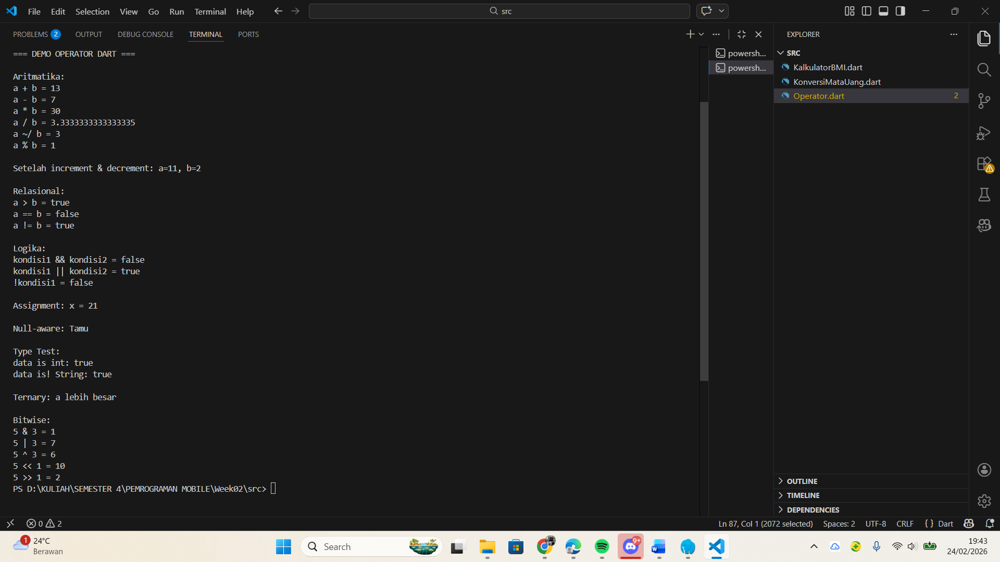 File Edit Selection View Go Run Terminal Help
src
PROBLEMS 2 OUTPUT DEBUG CONSOLE TERMINAL PORTS
=== DEMO OPERATOR DART ===
Aritmatika:
a + b = 13
a - b = 7
a * b = 30
a / b = 3.3333333333333335
a ~/ b = 3
a % b = 1
Setelah increment & decrement: a=11, b=2
Relasional:
a > b = true
a == b = false
a != b = true
Logika:
kondisi1 && kondisi2 = false
kondisi1 || kondisi2 = true
!kondisi1 = false
Assignment: x = 21
Null-aware: Tamu
Type Test:
data is int: true
data is! String: true
Ternary: a lebih besar
Bitwise:
5 & 3 = 1
5 | 3 = 7
5 ^ 3 = 6
5 << 1 = 10
5 >> 1 = 2
PS D:\KULIAH\SEMESTER 4\PEMROGRAMAN MOBILE\Week02\src>
powersh...
powersh...
EXPLORER
SRC
KalkulatorBMI.dart
KonversiMataUang.dart
Operator.dart 2
OUTLINE
TIMELINE
DEPENDENCIES
0 2
Ln 87, Col 1 (2072 selected) Spaces: 2 UTF-8 CRLF { } Dart
1
24°C
Berawan
Search
9+
W
19:43
24/02/2026